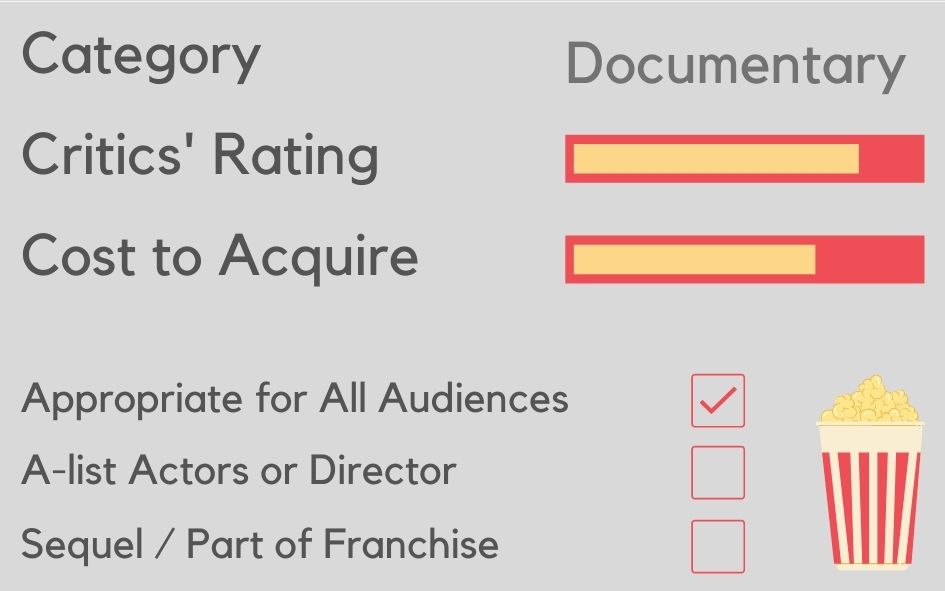 Category
Documentary
Critics' Rating
Cost to Acquire
Appropriate for All Audiences
A-list Actors or Director
Sequel / Part of Franchise